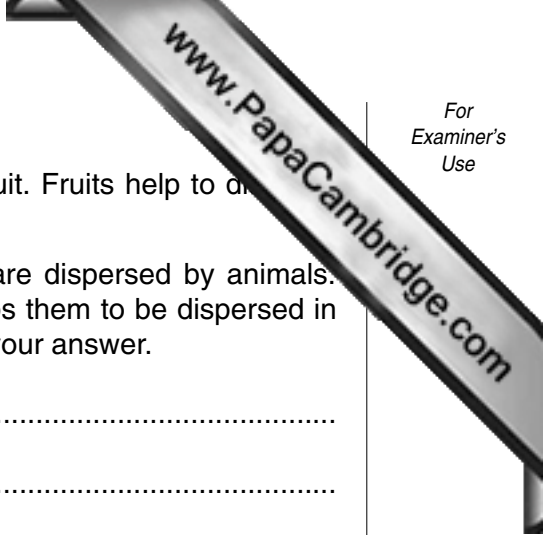 www.PapaCambridge.com
For
Examiner's
Use
uit. Fruits help to
are dispersed by animals.
s them to be dispersed in
our answer.